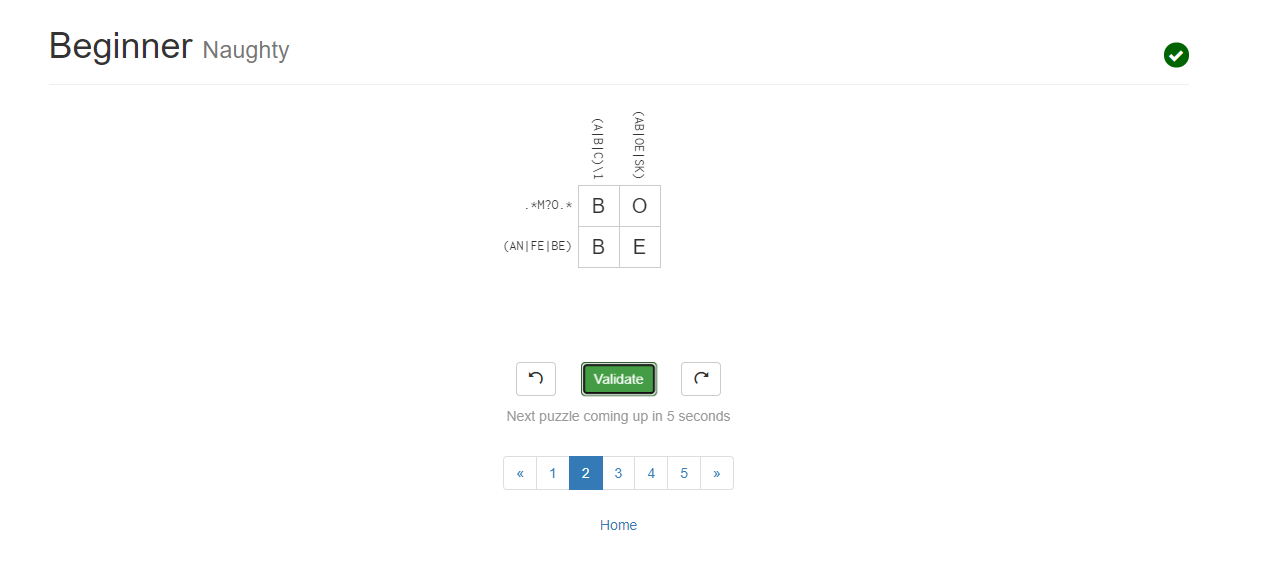 Beginner Naughty
(A|B|C)\1
(AB|OE|SK)
.*M?O.* B O
(AN|FE|BE) B E
Validate
Next puzzle coming up in 5 seconds
« 1 2 3 4 5 »
Home